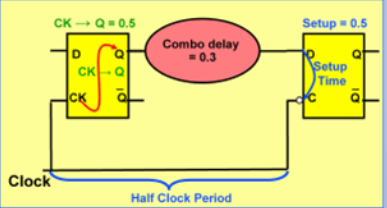 CK → Q = 0.5
Setup = 0.5
D
Q
CK → Q
CK
Q̅
Combo delay
= 0.3
D
Q
Setup
Time
C
Q̅
Clock
Half Clock Period